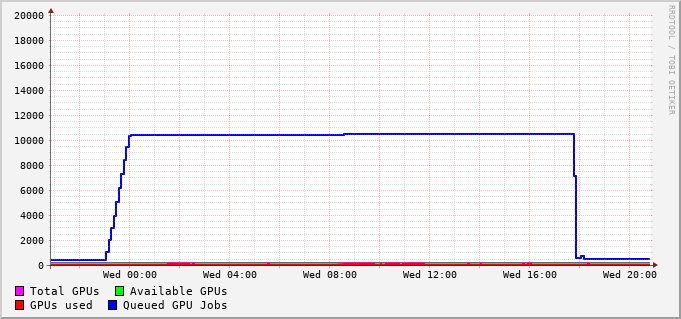 RRDTOOL / TOBI OETIKER
20000
18000
16000
14000
12000
10000
8000
6000
4000
2000
0
Wed 00:00 Wed 04:00 Wed 08:00 Wed 12:00 Wed 16:00 Wed 20:00
Total GPUs Available GPUs
GPUs used Queued GPU Jobs